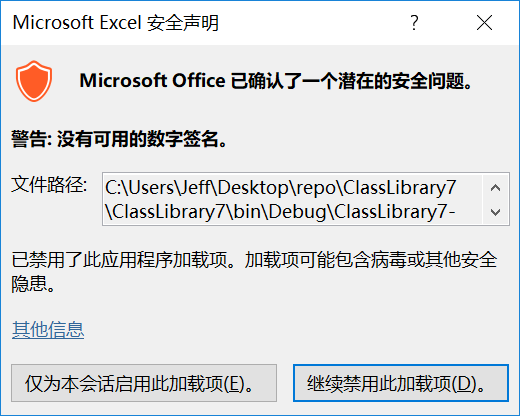 Microsoft Excel 安全声明
?
Microsoft Office 已确认了一个潜在的安全问题。
警告: 没有可用的数字签名。
文件路径: C:\Users\Jeff\Desktop\repo\ClassLibrary7
\ClassLibrary7\bin\Debug\ClassLibrary7-
已禁用了此应用程序加载项。加载项可能包含病毒或其他安全
隐患。
其他信息
仅为本会话启用此加载项(E)。 继续禁用此加载项(D)。